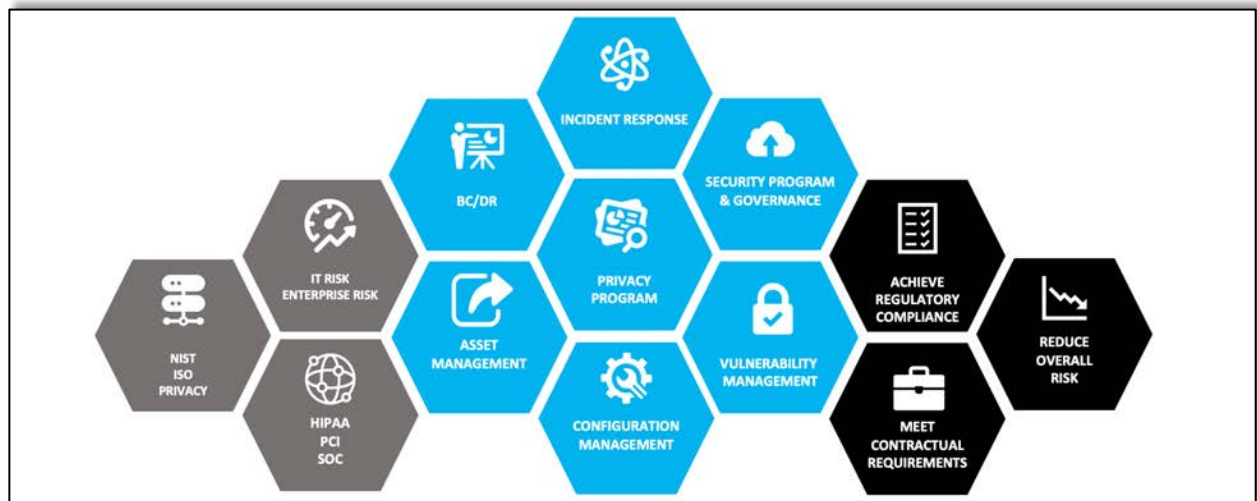 INCIDENT RESPONSE
BC/DR
SECURITY PROGRAM
& GOVERNANCE
IT RISK
ENTERPRISE RISK
PRIVACY
PROGRAM
ACHIEVE
REGULATORY
COMPLIANCE
NIST
ISO
PRIVACY
ASSET
MANAGEMENT
VULNERABILITY
MANAGEMENT
REDUCE
OVERALL
RISK
HIPAA
PCI
SOC
CONFIGURATION
MANAGEMENT
MEET
CONTRACTUAL
REQUIREMENTS